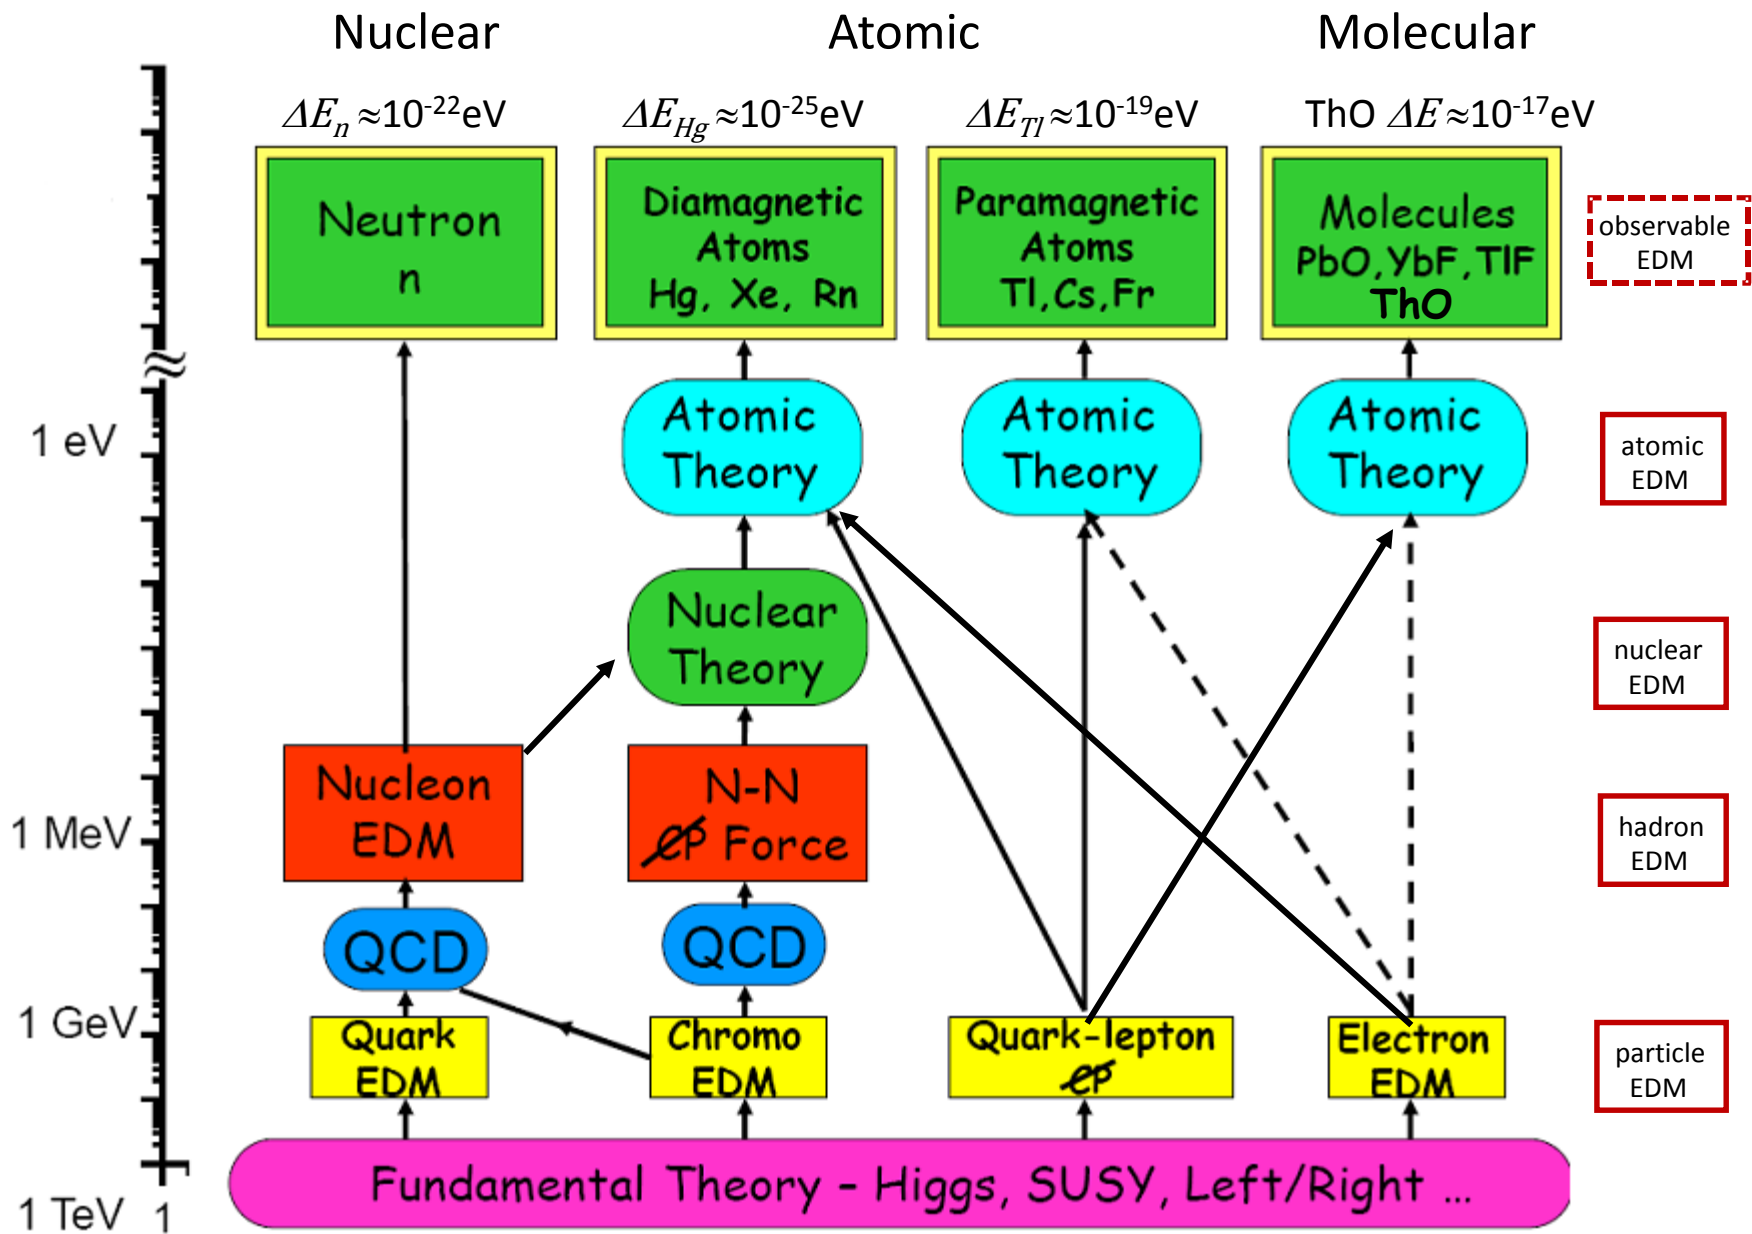 Nuclear Atomic Molecular
ΔEn ≈10-22eV ΔEHg ≈10-25eV ΔETl ≈10-19eV ThO ΔE ≈10-17eV
Neutron
n
Diamagnetic
Atoms
Hg, Xe, Rn
Paramagnetic
Atoms
Tl,Cs,Fr
Molecules
PbO,YbF,TlF
ThO
observable
EDM
1 eV
Atomic
Theory
Atomic
Theory
Atomic
Theory
atomic
EDM
Nuclear
Theory
nuclear
EDM
1 MeV
Nucleon
EDM
N-N
CP Force
hadron
EDM
QCD
QCD
1 GeV
Quark
EDM
Chromo
EDM
Quark-lepton
CP
Electron
EDM
particle
EDM
Fundamental Theory – Higgs, SUSY, Left/Right ...
1 TeV 1